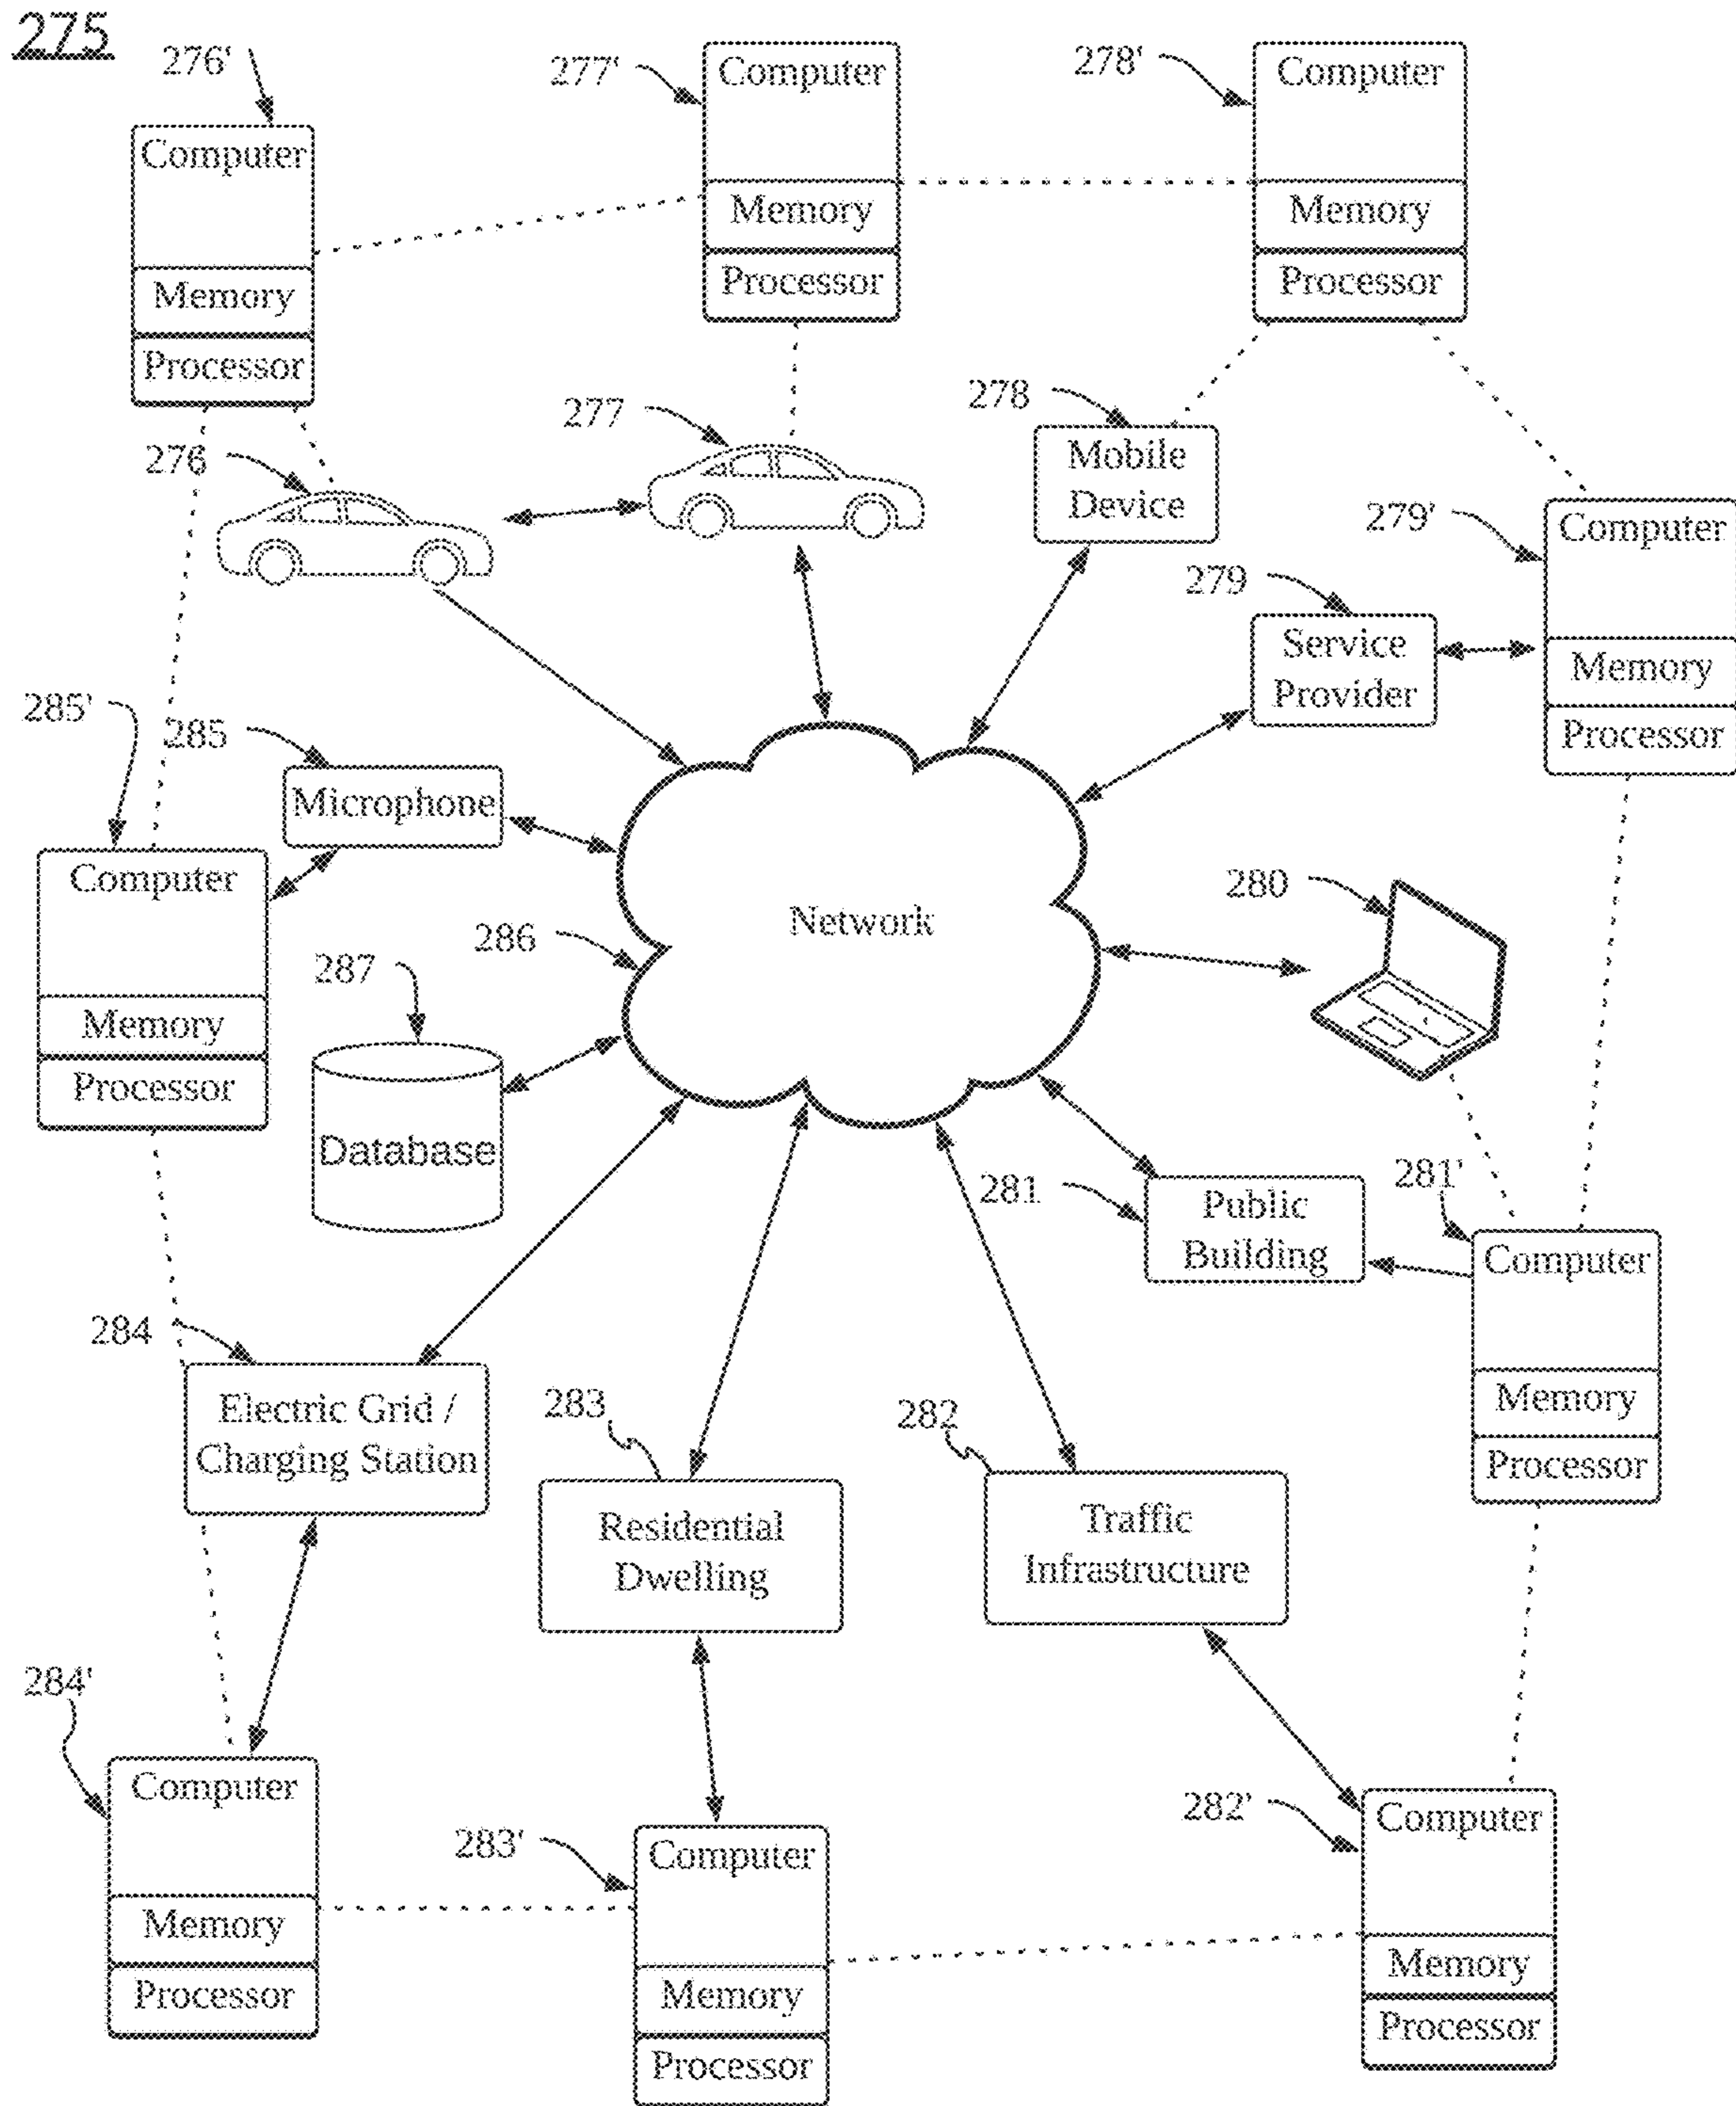 275
276'
277'
278'
Computer
Memory
Processor
Computer
Memory
Processor
Computer
Memory
Processor
276
277
278
Mobile
Device
279'
Computer
Memory
Processor
279
Service
Provider
285'
285
Microphone
Computer
Memory
Processor
286
Network
280
287
Database
281
Public
Building
281'
Computer
Memory
Processor
284
Electric Grid /
Charging Station
283
Residential
Dwelling
282
Traffic
Infrastructure
284'
Computer
Memory
Processor
283'
Computer
Memory
Processor
282'
Computer
Memory
Processor